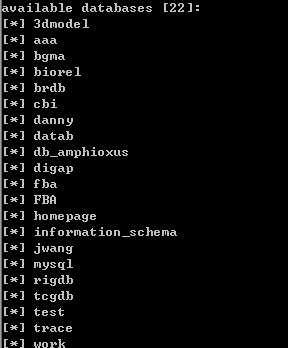 available databases [22]:
[*] 3dmodel
[*] aaa
[*] bgma
[*] biorel
[*] brdb
[*] cbi
[*] danny
[*] datab
[*] db_amphioxus
[*] digap
[*] fba
[*] FBA
[*] homepage
[*] information_schema
[*] jwang
[*] mysql
[*] rigdb
[*] tcgdb
[*] test
[*] trace
[*] work